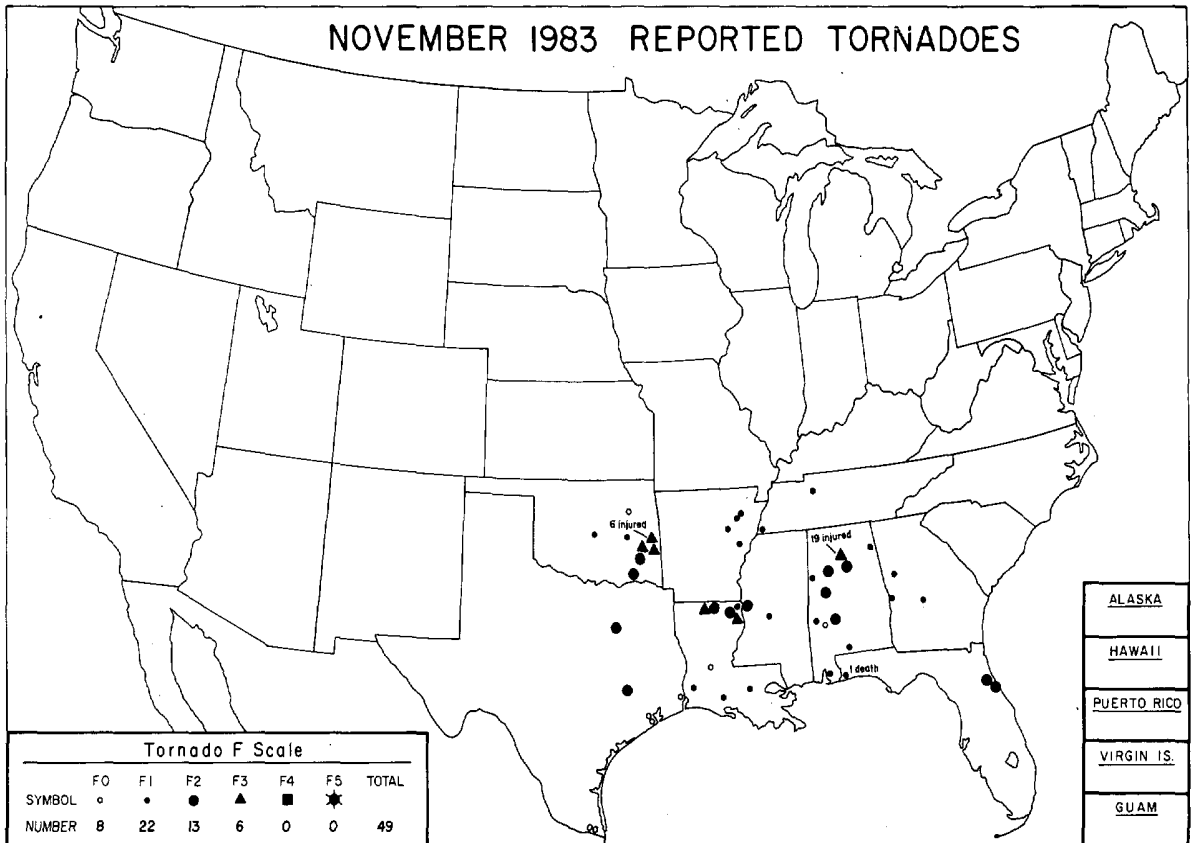 NOVEMBER 1983 REPORTED TORNADOES
6 injured
19 injured
1 death
ALASKA
HAWAII
PUERTO RICO
VIRGIN IS.
GUAM
Tornado F Scale
F0 F1 F2 F3 F4 F5 TOTAL
SYMBOL
NUMBER 8 22 13 6 0 0 49